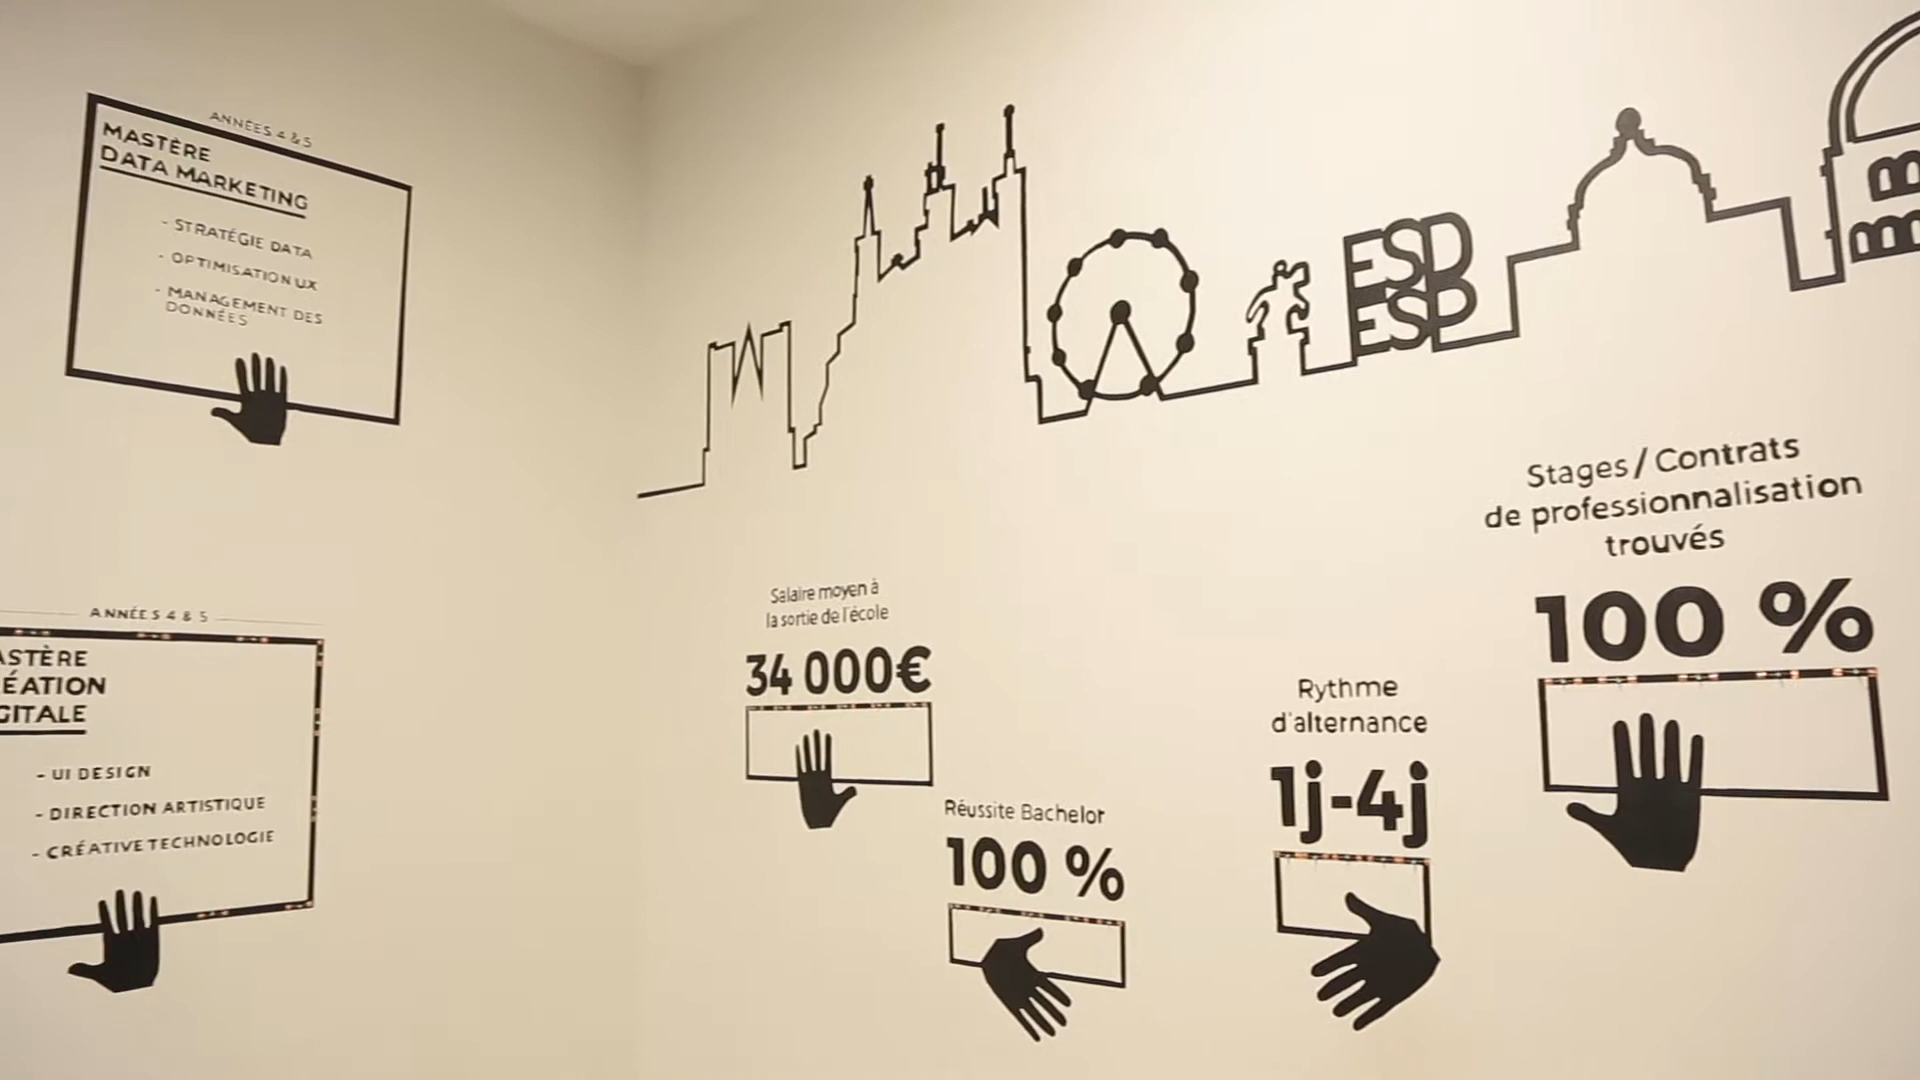 ANNÉES 4 & 5
MASTÈRE
DATA MARKETING
- STRATÉGIE DATA
- OPTIMISATION UX
- MANAGEMENT DES
DONNÉES
ANNÉES 4 & 5
ASTÈRE
ÉATION
GITALE
- UI DESIGN
- DIRECTION ARTISTIQUE
- CRÉATIVE TECHNOLOGIE
ESD
ESP
Salaire moyen à
la sortie de l'école
34 000€
Réussite Bachelor
100 %
Rythme
d'alternance
1j-4j
Stages / Contrats
de professionnalisation
trouvés
100 %